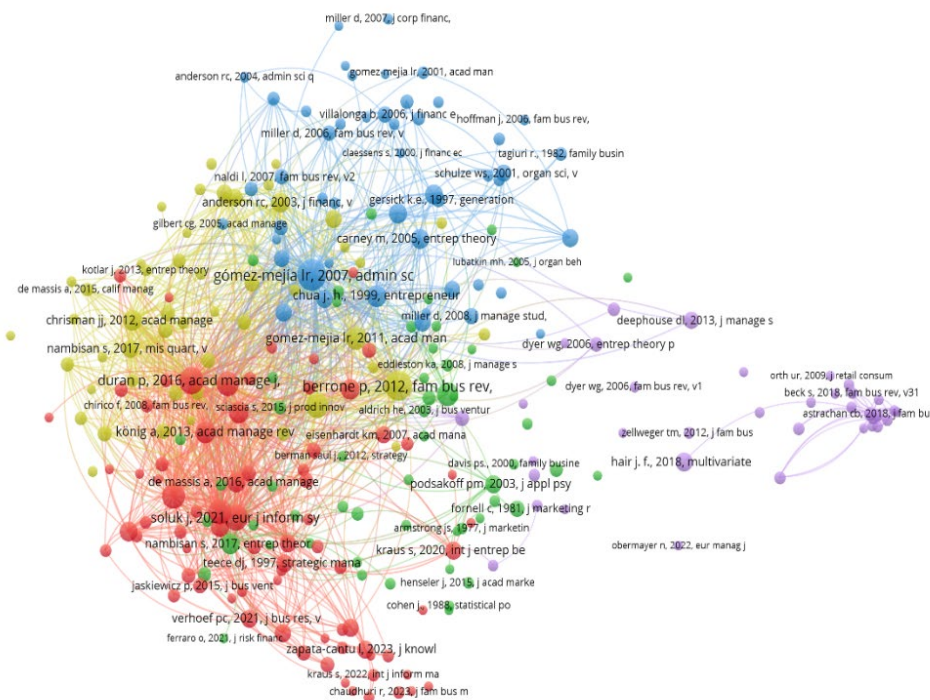 miller d, 2007, j corp financ,
anderson rc, 2004, admin sci q
gomez-mejia lr, 2001, acad man
villalonga b, 2006, j financ e
hoffman j, 2006, fam bus rev,
miller d, 2006, fam bus rev, v
claessens s, 2000, j financ ec
tagiuri r., 1982, family busin
naldi l, 2007, fam bus rev, v2
schulze ws, 2001, organ sci, v
anderson rc, 2003, j financ, v
gersick k.e., 1997, generation
gilbert cg, 2005, acad manage
carney m, 2005, entrep theory
lubatkin mh, 2005, j organ beh
kotlar j, 2013, entrep theory
gómez-mejía lr, 2007, admin sc
de massis a, 2015, calif manag
chua j. h., 1999, entrepreneur
chrisman jj, 2012, acad manage
miller d, 2008, j manage stud,
deephouse dl, 2013, j manage s
gomez-mejia lr, 2011, acad man
dyer wg, 2006, entrep theory p
nambisan s, 2017, mis quart, v
eddleston ka, 2008, j manage s
orth ur, 2009, j retail consum
duran p, 2016, acad manage j,
berrone p, 2012, fam bus rev,
dyer wg, 2006, fam bus rev, v1
beck s, 2018, fam bus rev, v31
chirico f, 2008, fam bus rev,
sciascia s, 2015, j prod innov
aldrich he, 2003, j bus ventur
astrachan cb, 2018, j fam bu
könig a, 2013, acad manage rev
eisenhardt km, 2007, acad mana
zellweger tm, 2012, j fam bus
berman saul j., 2012, strategy
davis ps., 2000, family busine
hair j. f., 2018, multivariate
de massis a, 2016, acad manage
podsakoff pm, 2003, j appl psy
fornell c, 1981, j marketing r
soluk j, 2021, eur j inform sy
armstrong js, 1977, j marketin
nambisan s, 2017, entrep theor
kraus s, 2020, int j entrep be
obermayer n, 2022, eur manag j
teece dj, 1997, strategic mana
jaskiewicz p, 2015, j bus vent
henseler j, 2015, j acad marke
cohen j., 1988, statistical po
verhoef pc, 2021, j bus res, v
ferraro o, 2021, j risk financ
zapata-cantu l, 2023, j knowl
kraus s, 2022, int j inform ma
chaudhuri r, 2023, j fam bus m